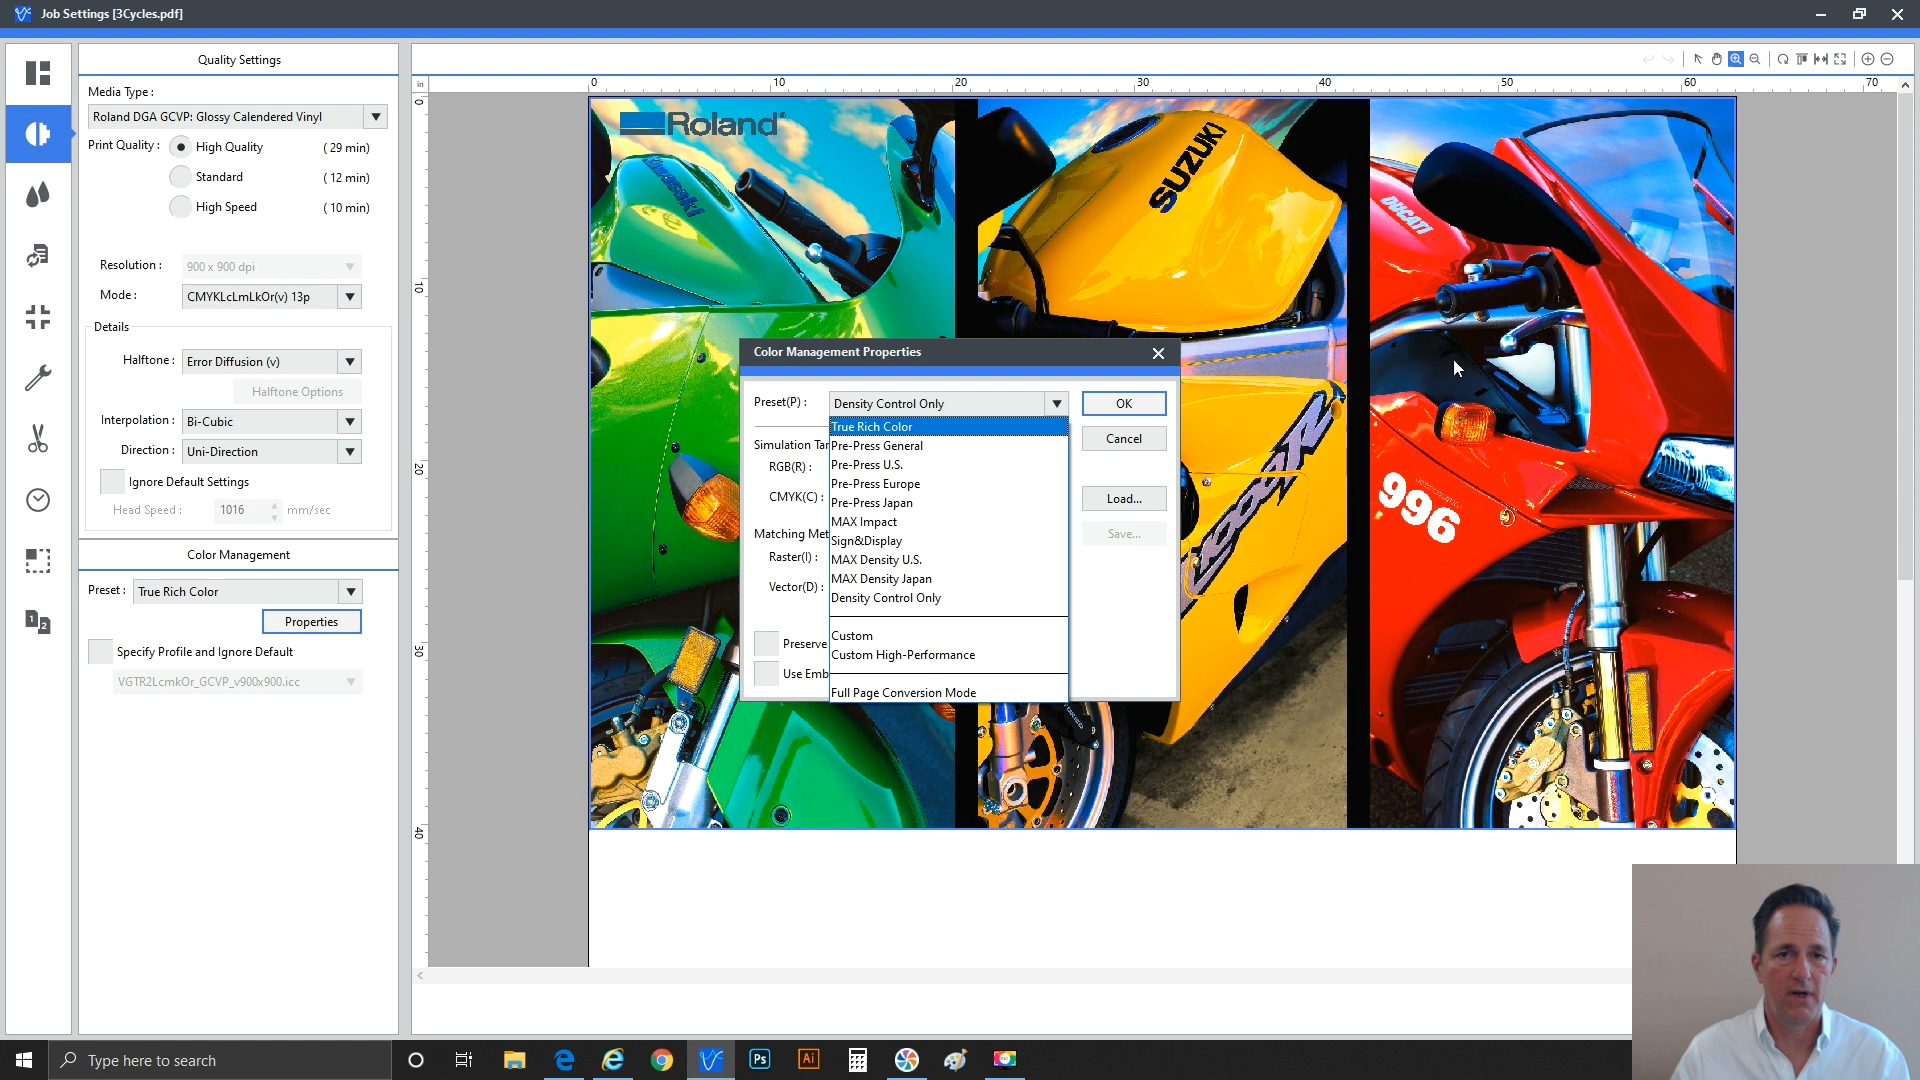 Job Settings [3Cycles.pdf]
Quality Settings
Media Type :
Roland DGA GCVP: Glossy Calendered Vinyl
Print Quality :
High Quality ( 29 min)
Standard ( 12 min)
High Speed ( 10 min)
Resolution : 900 x 900 dpi
Mode : CMYKLcLmLkOr(v) 13p
Details
Halftone : Error Diffusion (v)
Halftone Options
Interpolation : Bi-Cubic
Direction : Uni-Direction
Ignore Default Settings
Head Speed : 1016 mm/sec
Color Management
Preset : True Rich Color
Properties
Specify Profile and Ignore Default
VGTR2LcmkOr_GCVP_v900x900.icc
1 2
in
0 10 20 30 40 50 60 70
0
10
20
30
40
Roland
Kawasaki
SUZUKI
DUCATI
996
Color Management Properties
Preset(P) : Density Control Only
OK
Cancel
Load...
Save...
Simulation Tar
RGB(R) :
CMYK(C) :
Matching Met
Raster(I) :
Vector(D) :
Preserve
Use Emb
True Rich Color
Pre-Press General
Pre-Press U.S.
Pre-Press Europe
Pre-Press Japan
MAX Impact
Sign&Display
MAX Density U.S.
MAX Density Japan
Density Control Only
Custom
Custom High-Performance
Full Page Conversion Mode
Type here to search
Ps
Ai